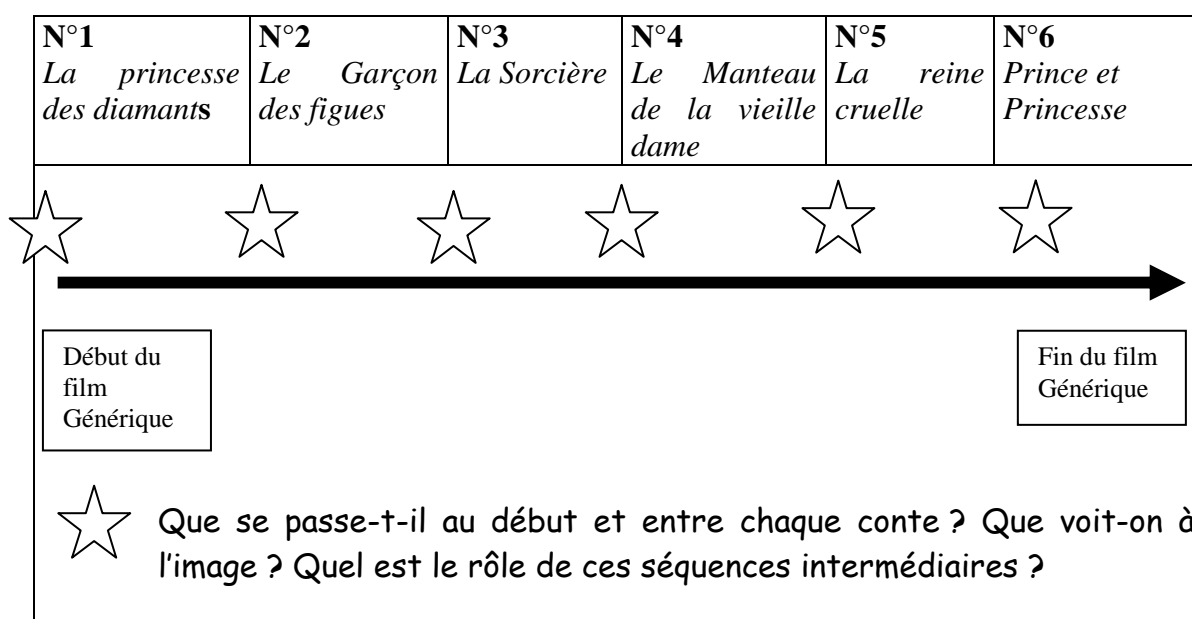 N°1
La princesse
des diamants
N°2
Le Garçon
des figues
N°3
La Sorcière
N°4
Le Manteau
de la vieille
dame
N°5
La reine
cruelle
N°6
Prince et
Princesse
Début du
film
Générique
Fin du film
Générique
Que se passe-t-il au début et entre chaque conte ? Que voit-on à
l'image ? Quel est le rôle de ces séquences intermédiaires ?